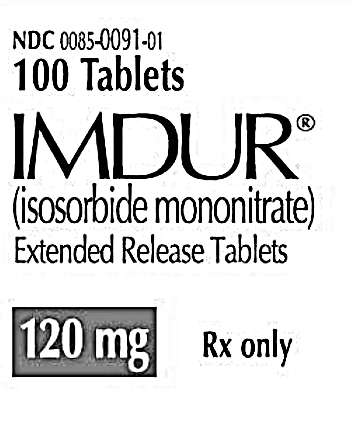 NDC 0085-0091-01
100 Tablets
IMDUR®
(isosorbide mononitrate)
Extended Release Tablets
120 mg
Rx only